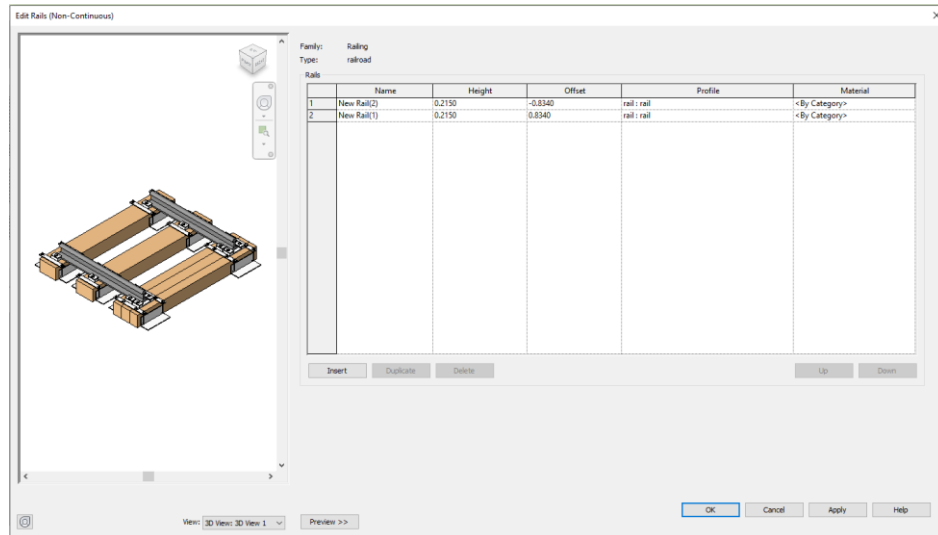 Edit Rails (Non-Continuous)
Family: Railing
Type: railroad
Rails
Name Height Offset Profile Material
1 New Rail(2) 0.2150 -0.8340 rail : rail <By Category>
2 New Rail(1) 0.2150 0.8340 rail : rail <By Category>
Insert Duplicate Delete Up Down
View: 3D View: 3D View 1 Preview >>
OK Cancel Apply Help